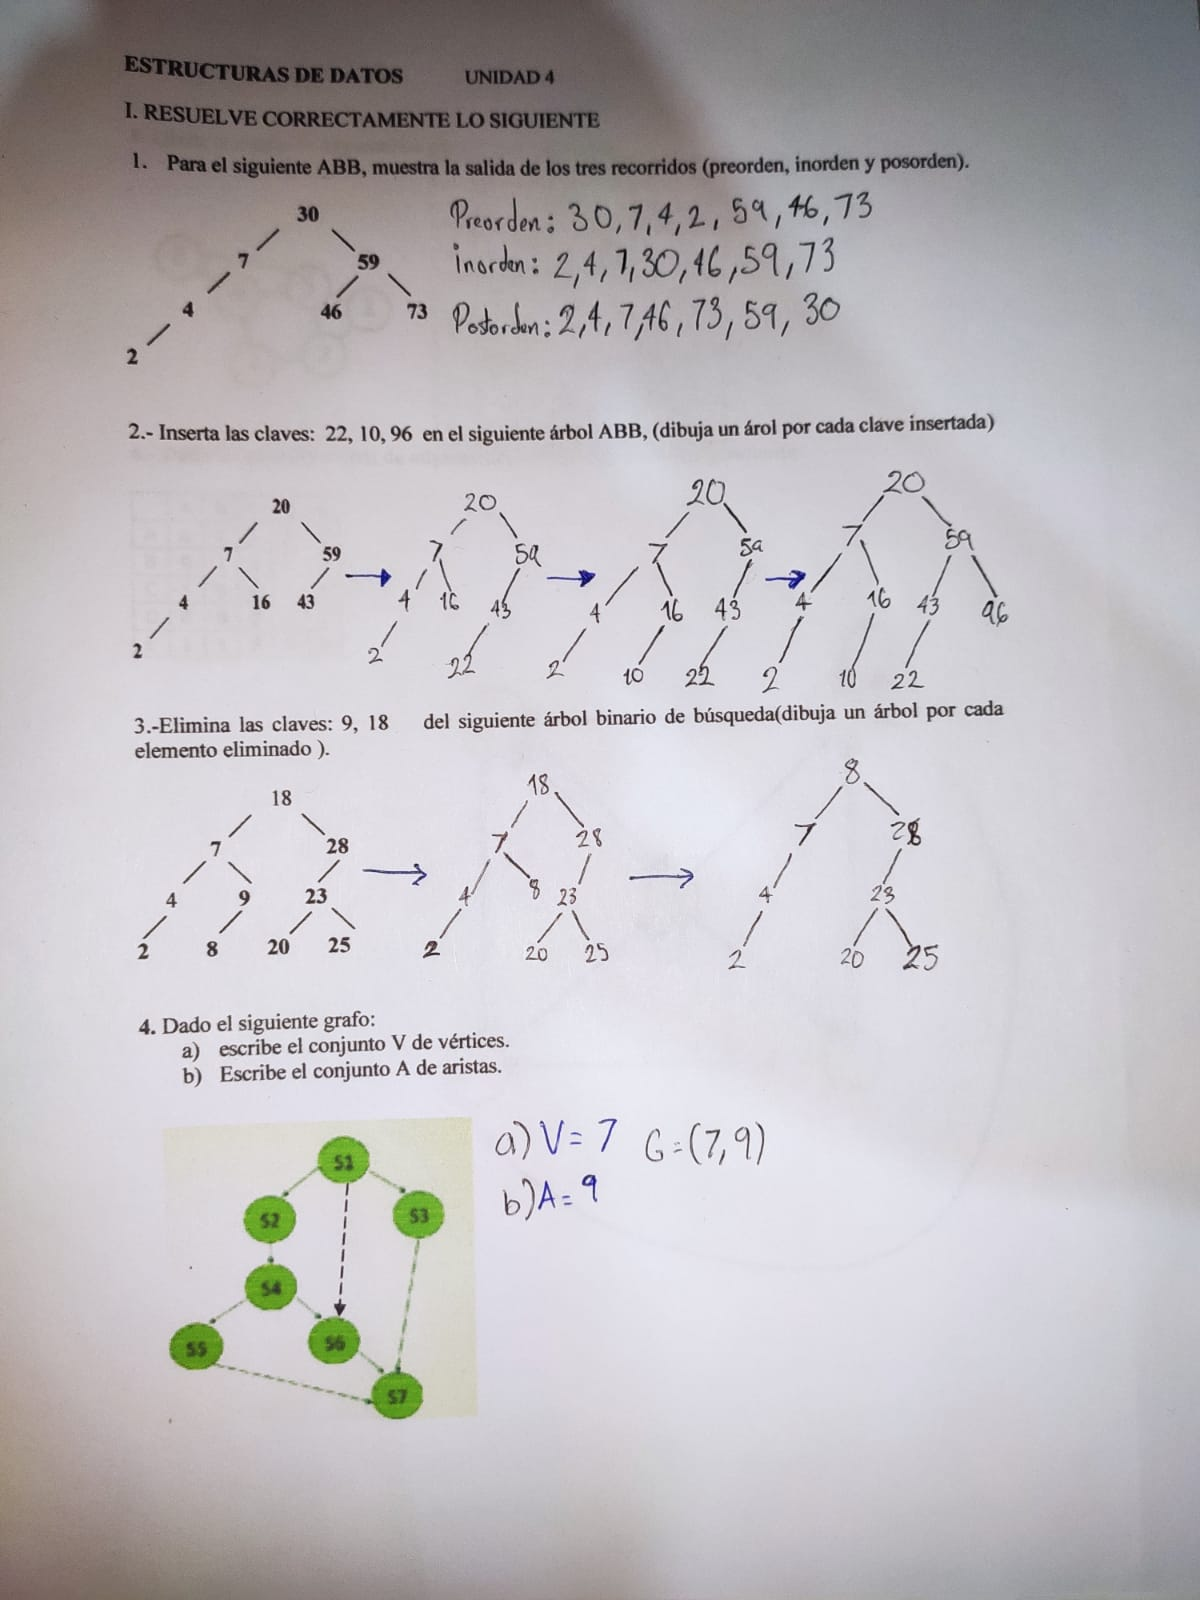 ESTRUCTURAS DE DATOS UNIDAD 4
I. RESUELVE CORRECTAMENTE LO SIGUIENTE
1. Para el siguiente ABB, muestra la salida de los tres recorridos (preorden, inorden y posorden).
30
7 59
4 46 73
2
Preorden: 30,7,4,2, 59,46,73
inorden: 2,4,7,30,46,59,73
Postorden: 2,4,7,46,73,59,30
2.- Inserta las claves: 22, 10, 96 en el siguiente árbol ABB, (dibuja un árol por cada clave insertada)
20 20 20 20
7 59 7 59 7 59 7 59
4 16 43 4 16 43 4 16 43 4 16 43 96
2 2 22 2 10 22 2 10 22
3.-Elimina las claves: 9, 18 del siguiente árbol binario de búsqueda(dibuja un árbol por cada
elemento eliminado ).
18 18 8
7 28 7 28 7 28
4 9 23 4 8 23 4 23
2 8 20 25 2 20 25 2 20 25
4. Dado el siguiente grafo:
a) escribe el conjunto V de vértices.
b) Escribe el conjunto A de aristas.
a) V= 7 G=(7,9)
b) A= 9
S1
S2 S3
S4
S5 S6
S7